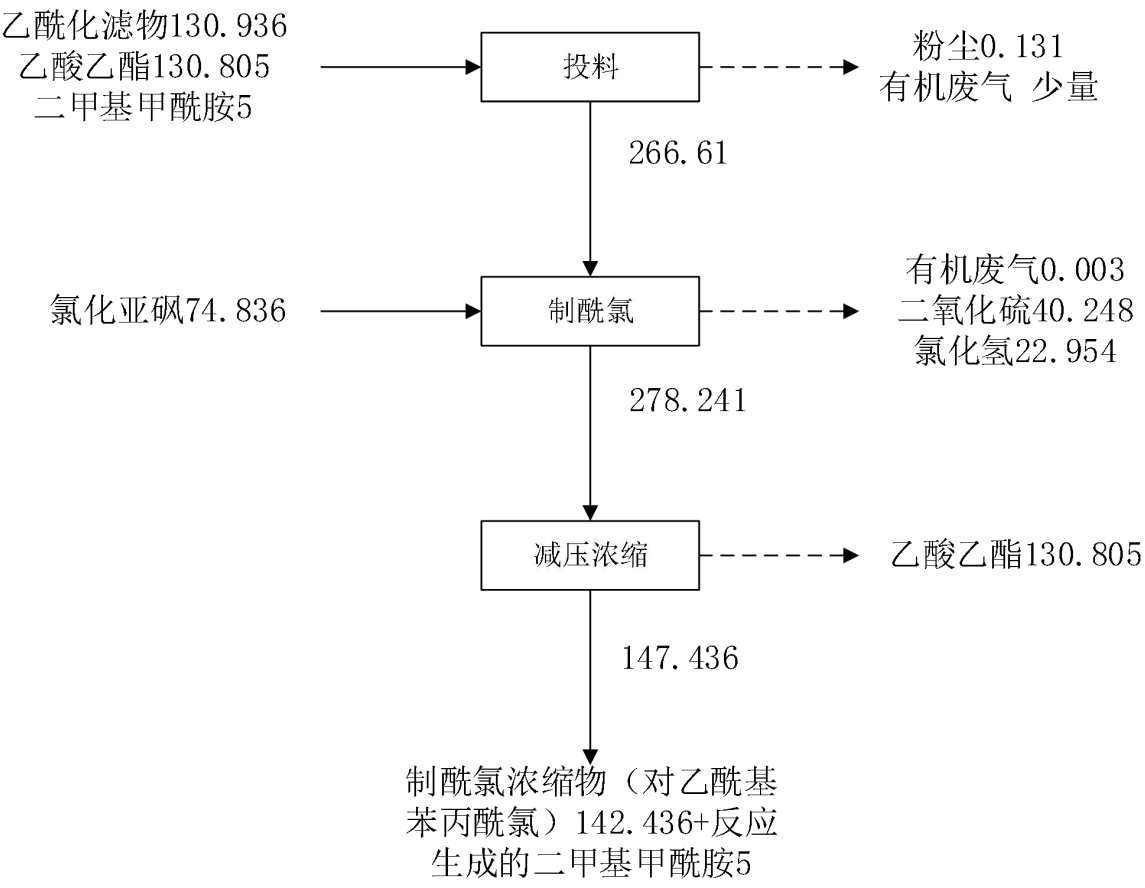 乙酰化滤物130.936
乙酸乙酯130.805
二甲基甲酰胺5
投料
粉尘0.131
有机废气 少量
266.61
氯化亚砜74.836
制酰氯
有机废气0.003
二氧化硫40.248
氯化氢22.954
278.241
减压浓缩
乙酸乙酯130.805
147.436
制酰氯浓缩物（对乙酰基
苯丙酰氯）142.436+反应
生成的二甲基甲酰胺5